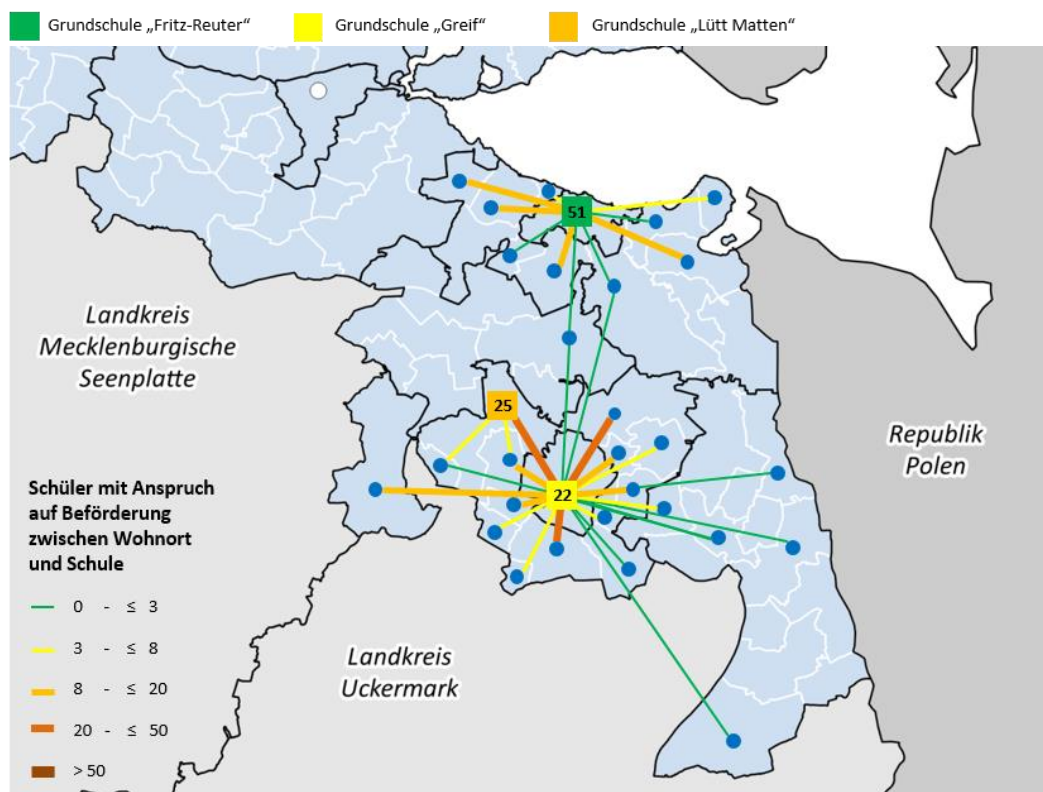 Grundschule „Fritz-Reuter“
Grundschule „Greif“
Grundschule „Lütt Matten“
51
Landkreis
Mecklenburgische
Seenplatte
25
Republik
Polen
22
Schüler mit Anspruch
auf Beförderung
zwischen Wohnort
und Schule
0 - ≤ 3
3 - ≤ 8
8 - ≤ 20
20 - ≤ 50
> 50
Landkreis
Uckermark